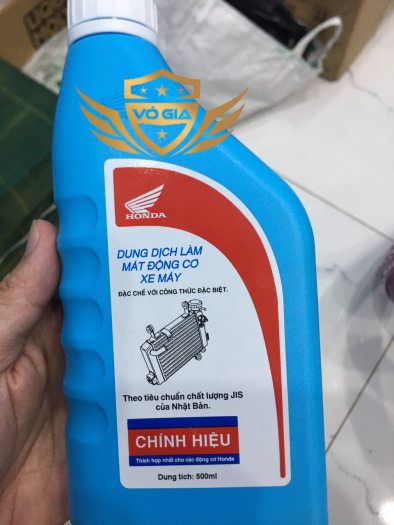 VÕ GIA
HONDA
DUNG DỊCH LÀM
MÁT ĐỘNG CƠ
XE MÁY
ĐẶC CHẾ VỚI CÔNG THỨC ĐẶC BIỆT.
Theo tiêu chuẩn chất lượng JIS
của Nhật Bản.
CHÍNH HIỆU
Thích hợp nhất cho các động cơ Honda
Dung tích: 500ml